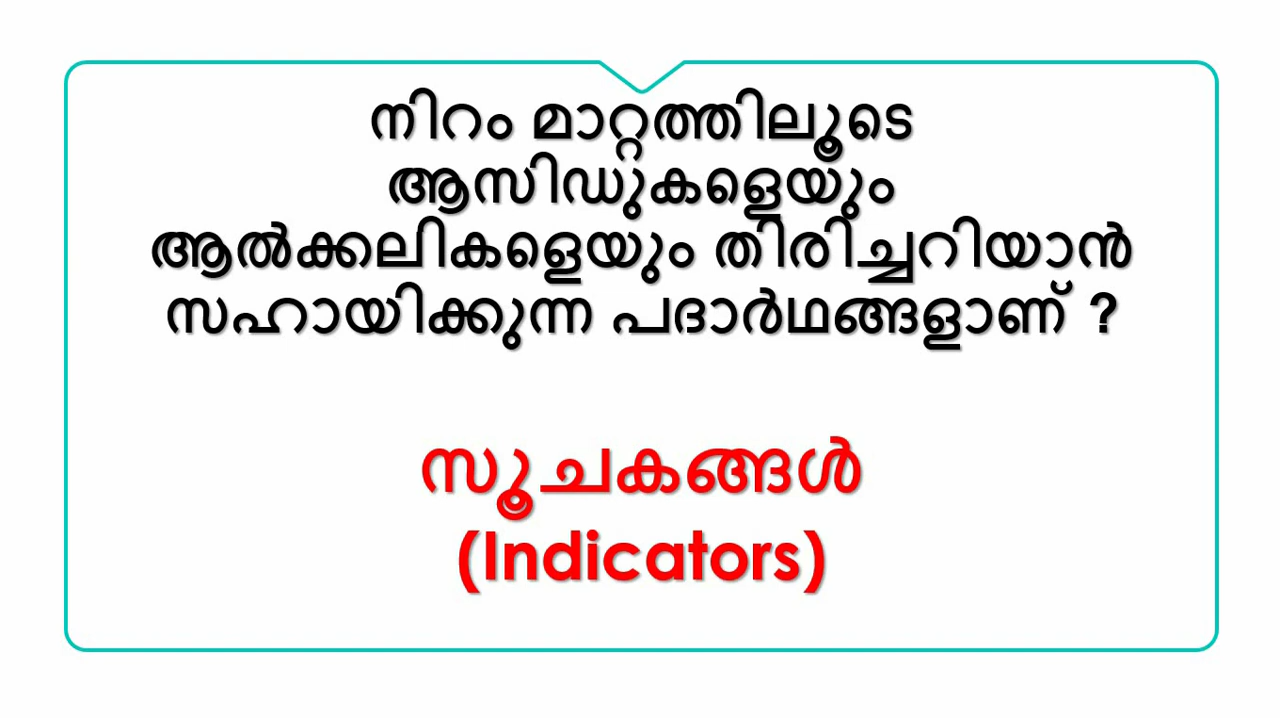 നിറം മാറ്റത്തിലൂടെ
ആസിഡുകളെയും
ആൽക്കലികളെയും തിരിച്ചറിയാൻ
സഹായിക്കുന്ന പദാർഥങ്ങളാണ് ?
സൂചകങ്ങൾ
(Indicators)